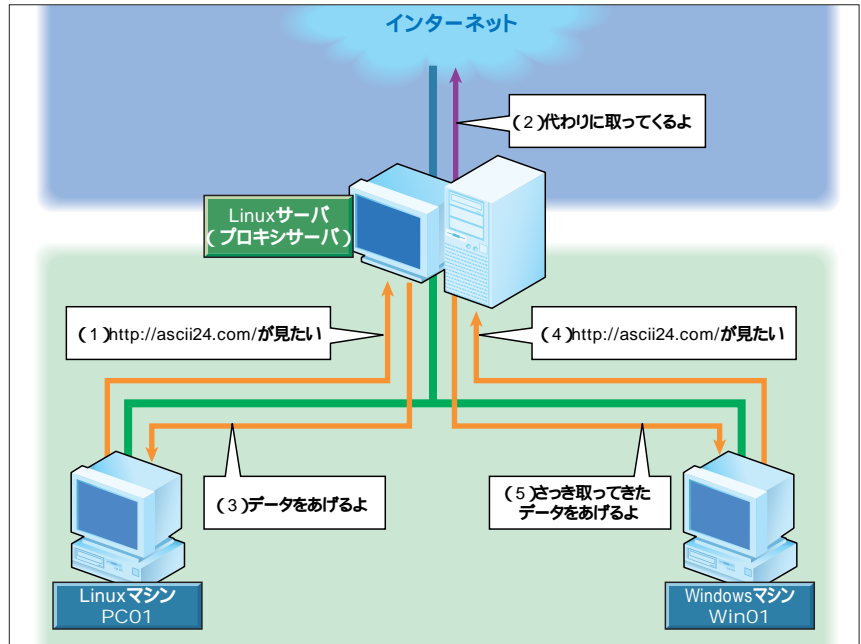 インターネット
(2)代わりに取ってくるよ
Linuxサーバ
(プロキシサーバ)
(1)http://ascii24.com/が見たい
(4)http://ascii24.com/が見たい
(3)データをあげるよ
(5)さっき取ってきた
データをあげるよ
Linuxマシン
PC01
Windowsマシン
Win01